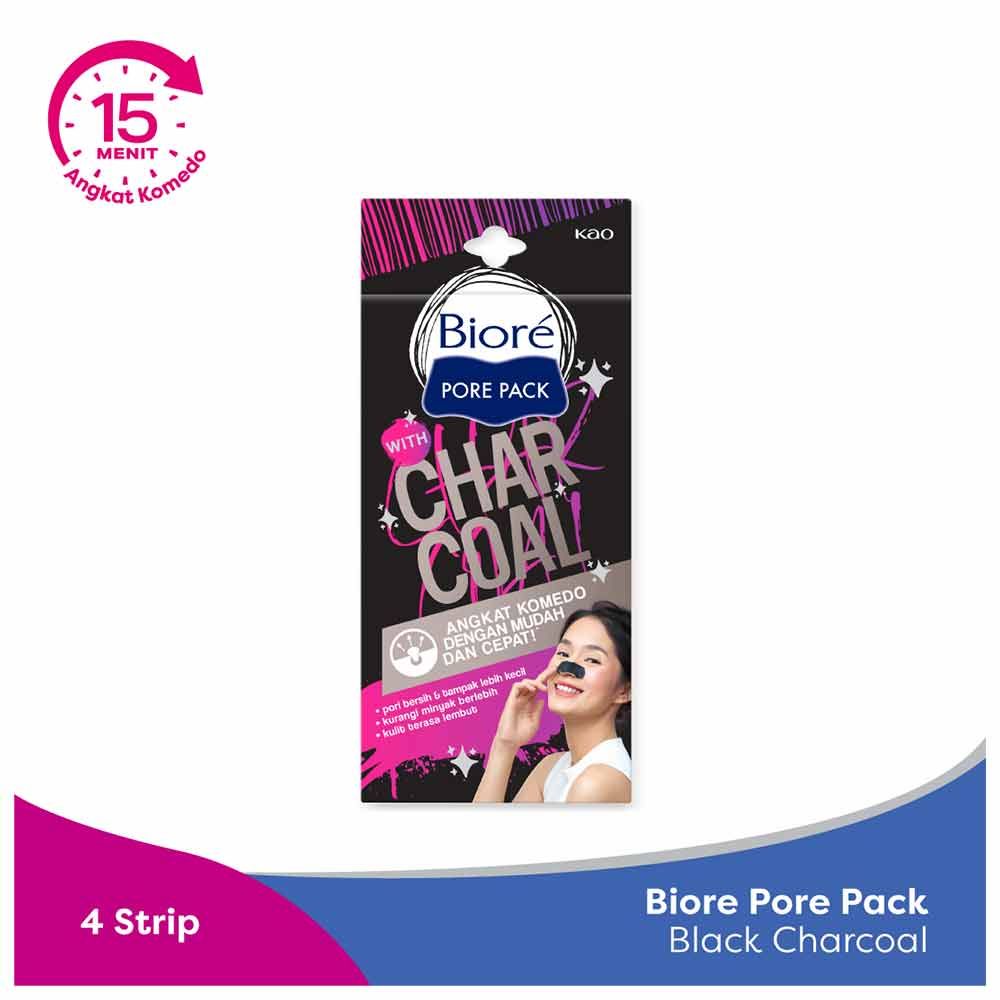 15
MENIT
Angkat Komedo
Kao
Bioré
PORE PACK
WITH
CHAR
COAL
ANGKAT KOMEDO
DENGAN MUDAH
DAN CEPAT!
• pori bersih & tampak lebih kecil
• kurangi minyak berlebih
• kulit terasa lembut
4 Strip
Biore Pore Pack
Black Charcoal